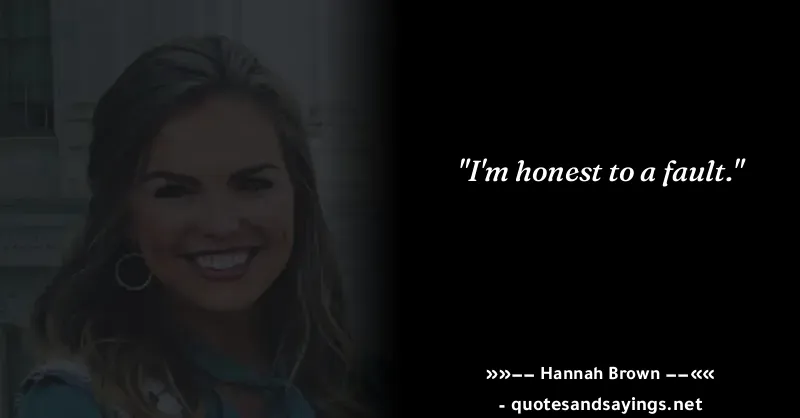 "I'm honest to a fault."
»»−− Hannah Brown −−««
- quotesandsayings.net